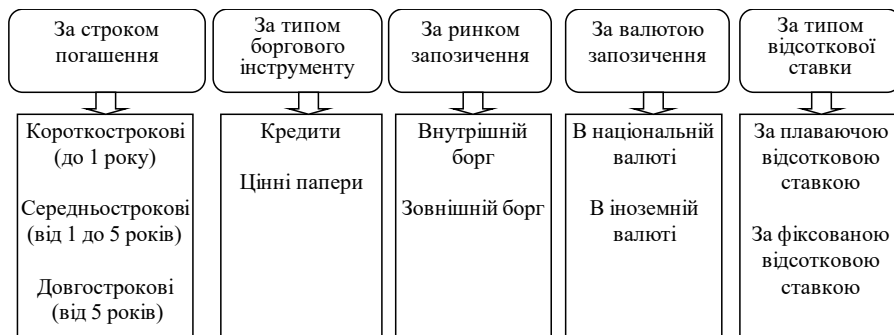 За строком
погашення
За типом
боргового
інструменту
За ринком
запозичення
За валютою
запозичення
За типом
відсоткової
ставки
Короткострокові
(до 1 року)
Середньострокові
(від 1 до 5 років)
Довгострокові
(від 5 років)
Кредити
Цінні папери
Внутрішній
борг
Зовнішній борг
В національній
валюті
В іноземній
валюті
За плаваючою
відсотковою
ставкою
За фіксованою
відсотковою
ставкою